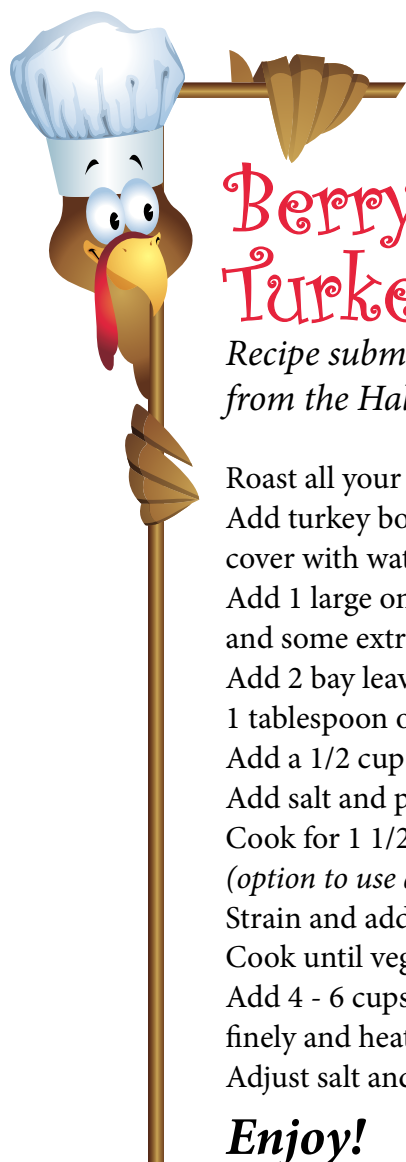 Berry
Turke
Recipe subm
from the Hal
Roast all your
Add turkey bo
cover with wat
Add 1 large on
and some extr
Add 2 bay leav
1 tablespoon o
Add a 1/2 cup
Add salt and p
Cook for 1 1/2
(option to use a
Strain and add
Cook until veg
Add 4 - 6 cups
finely and heat
Adjust salt and
Enjoy!